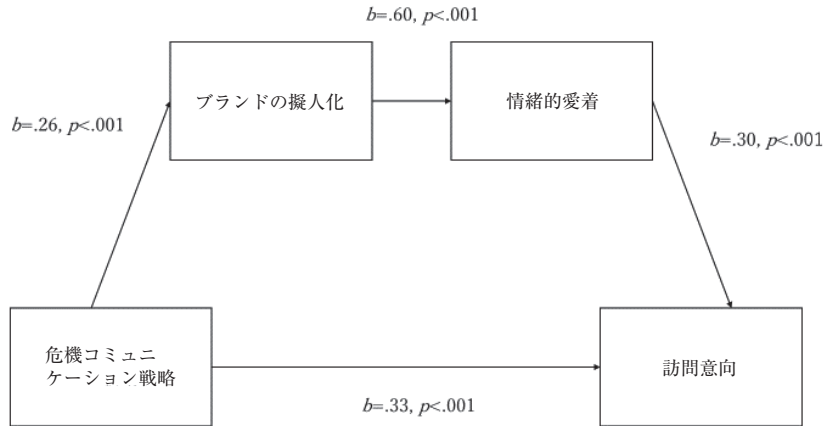 b=.60, p<.001
ブランドの擬人化
情緒的愛着
b=.26, p<.001
b=.30, p<.001
危機コミュニ
ケーション戦略
訪問意向
b=.33, p<.001